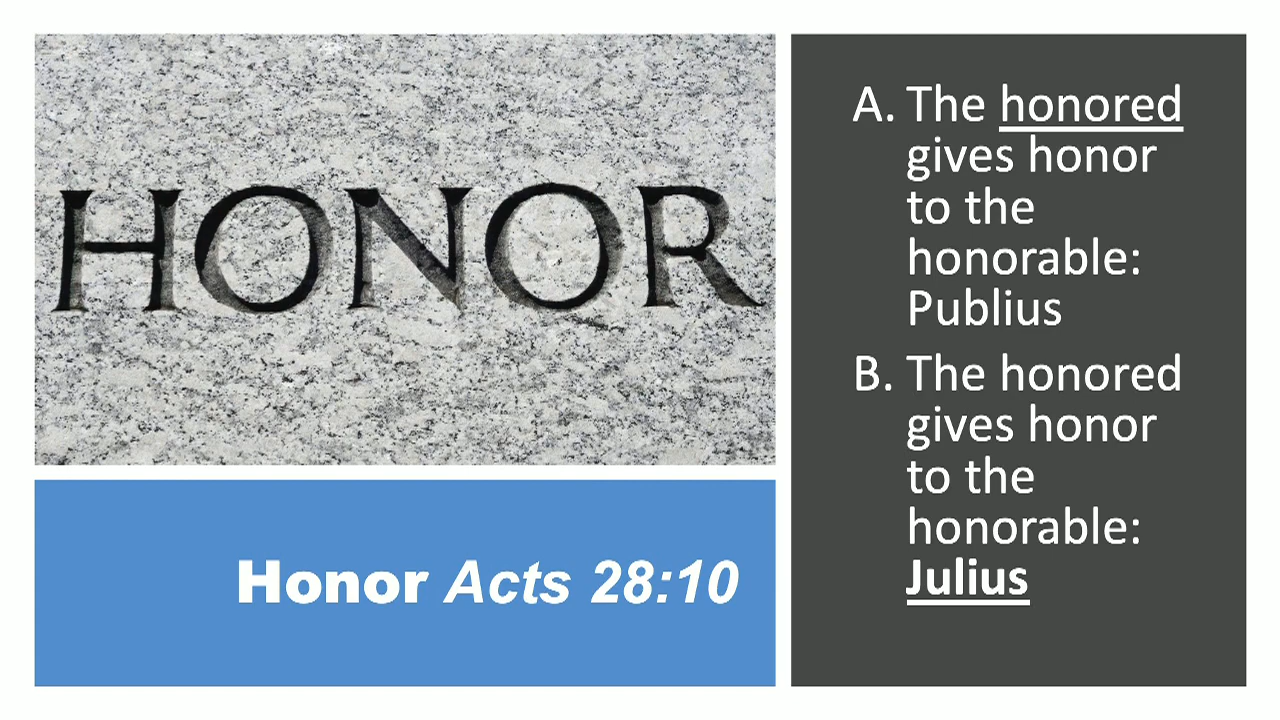 HONOR
Honor Acts 28:10
A. The honored
gives honor
to the
honorable:
Publius
B. The honored
gives honor
to the
honorable:
Julius